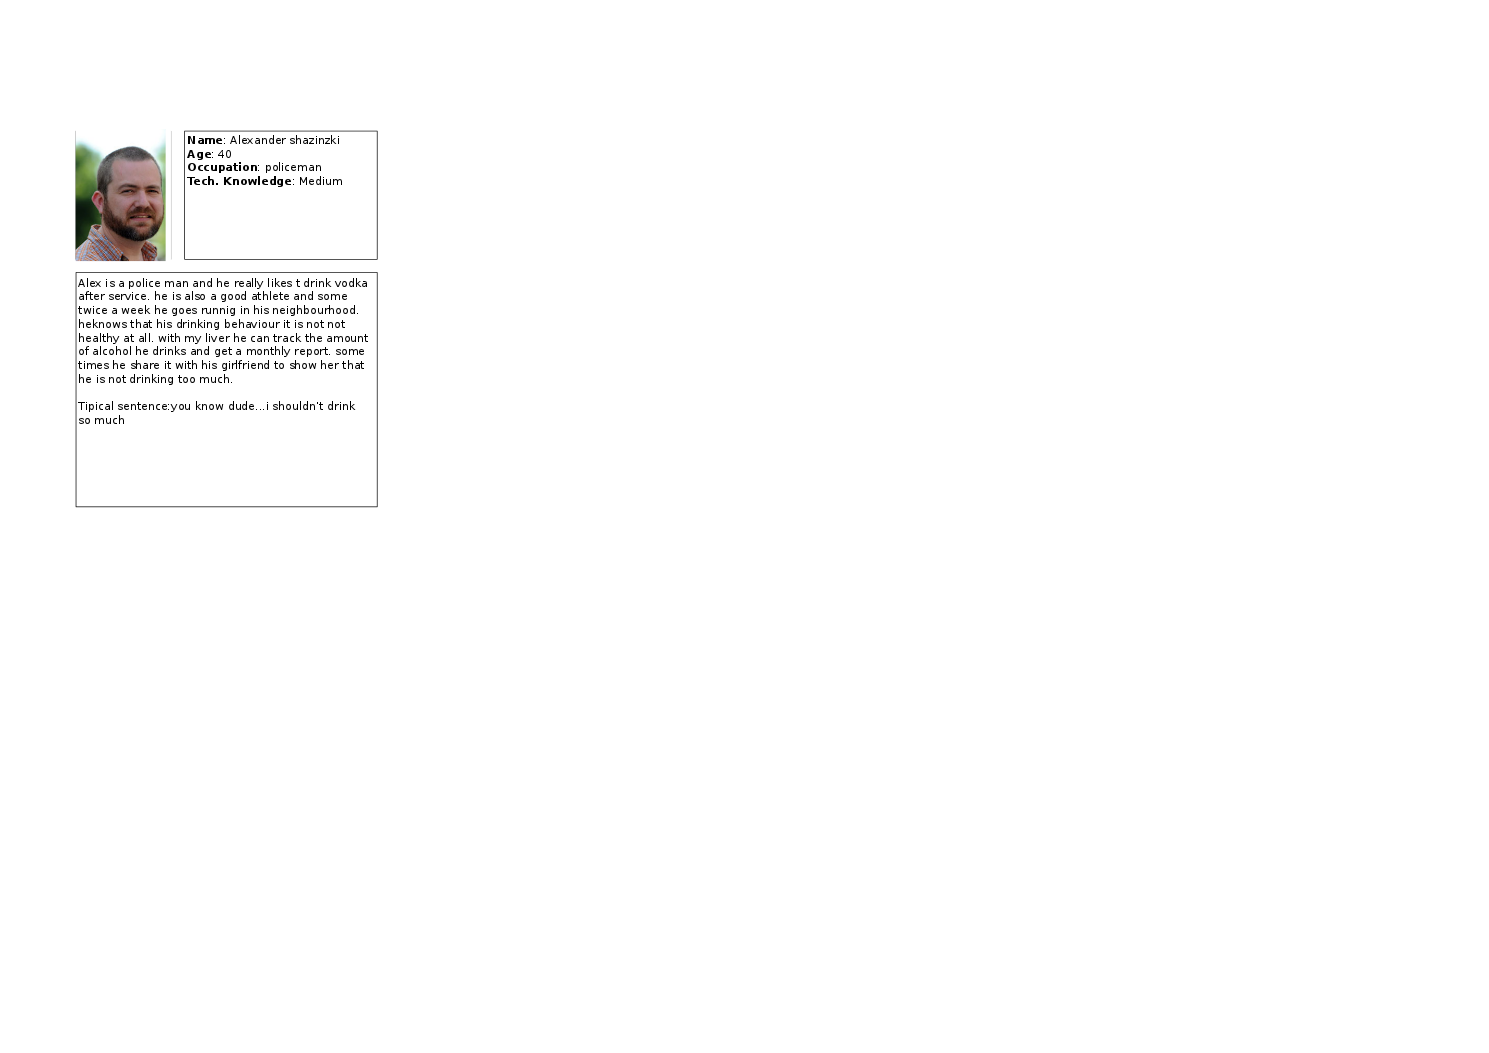 Name: Alexander shazinzki
Age: 40
Occupation: policeman
Tech. Knowledge: Medium
Alex is a police man and he really likes t drink vodka
after service. he is also a good athlete and some
twice a week he goes runnig in his neighbourhood.
heknows that his drinking behaviour it is not not
healthy at all. with my liver he can track the amount
of alcohol he drinks and get a monthly report. some
times he share it with his girlfriend to show her that
he is not drinking too much.
Tipical sentence:you know dude...i shouldn't drink
so much